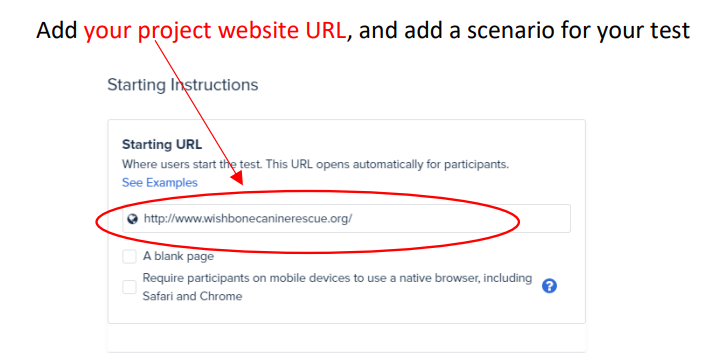 Add your project website URL, and add a scenario for your test
Starting Instructions
Starting URL
Where users start the test. This URL opens automatically for participants.
See Examples
http://www.wishbonecaninerescue.org/
A blank page
Require participants on mobile devices to use a native browser, including
Safari and Chrome
?